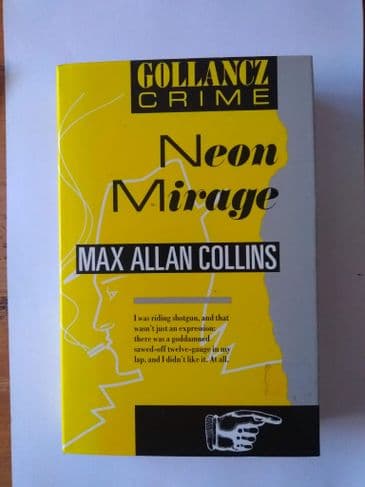 GOLLANCZ
CRIME
Neon
Mirage
MAX ALLAN COLLINS
I was riding shotgun, and that
wasn't just an expression:
there was a goddamned
sawed-off twelve-gauge in my
lap, and I didn't like it. At all.